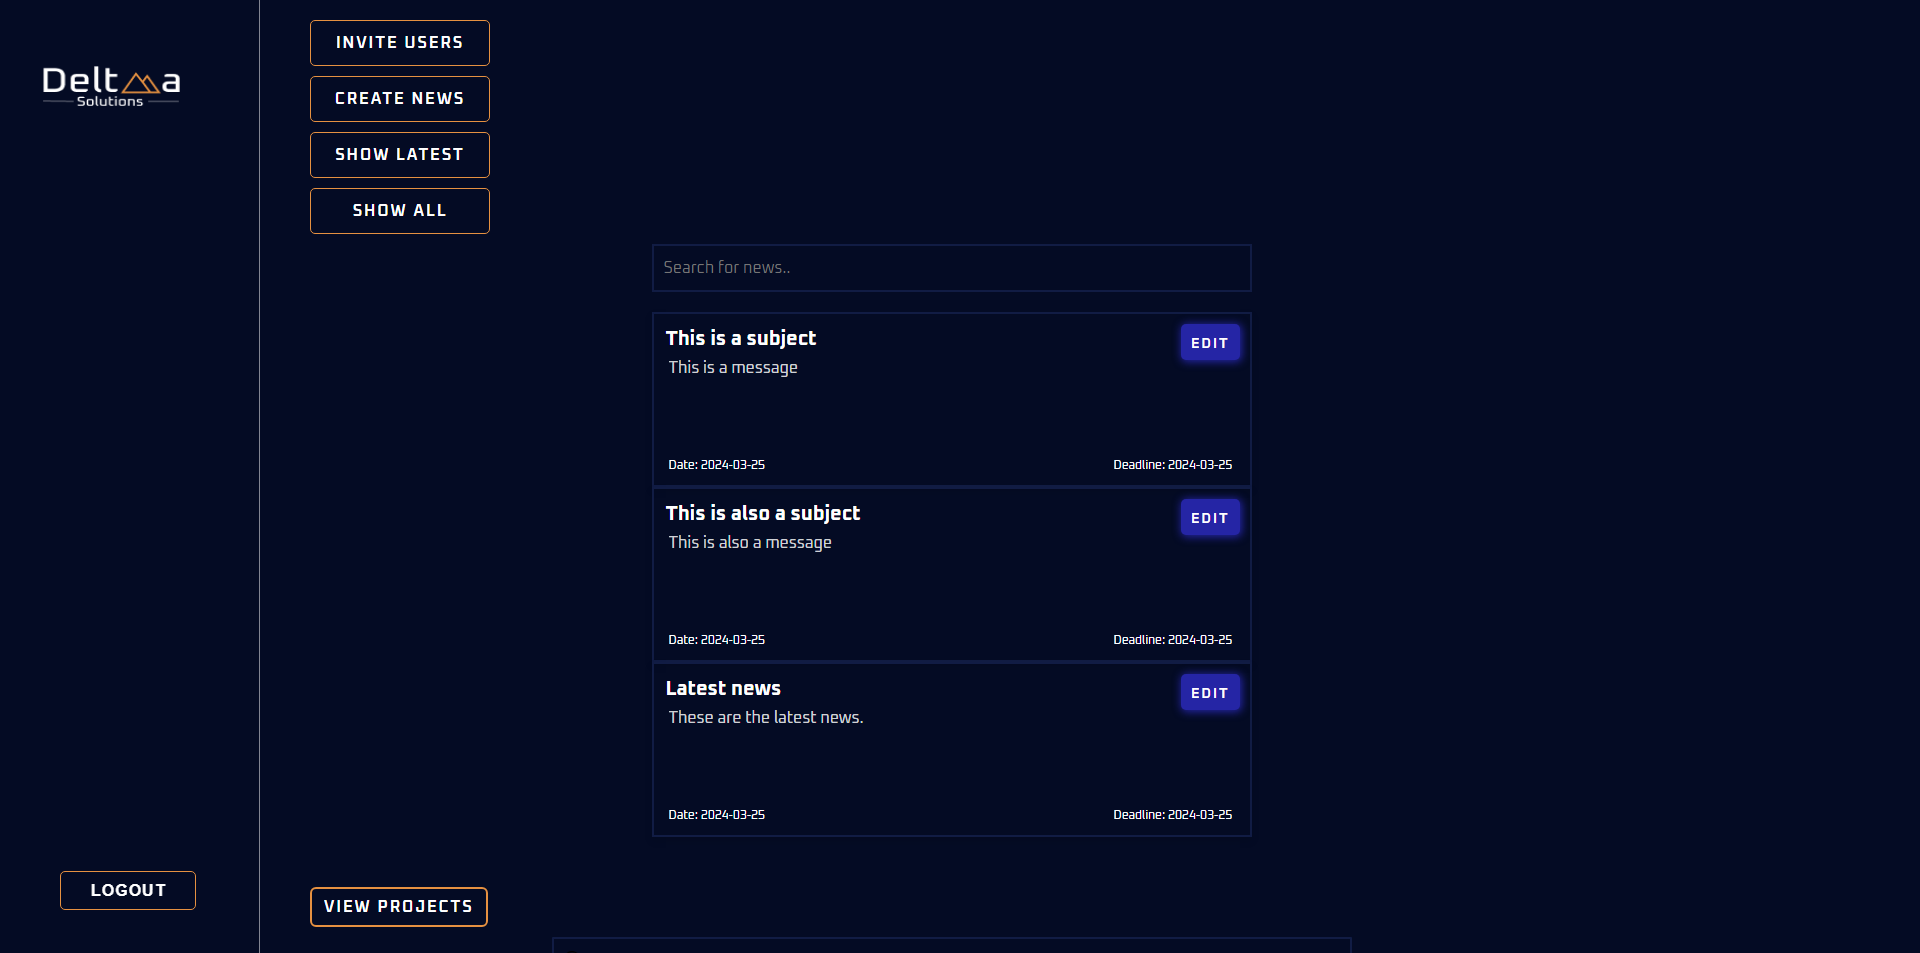 Delta
Solutions
INVITE USERS
CREATE NEWS
SHOW LATEST
SHOW ALL
Search for news..
This is a subject
EDIT
This is a message
Date: 2024-03-25
Deadline: 2024-03-25
This is also a subject
EDIT
This is also a message
Date: 2024-03-25
Deadline: 2024-03-25
Latest news
EDIT
These are the latest news.
Date: 2024-03-25
Deadline: 2024-03-25
LOGOUT
VIEW PROJECTS